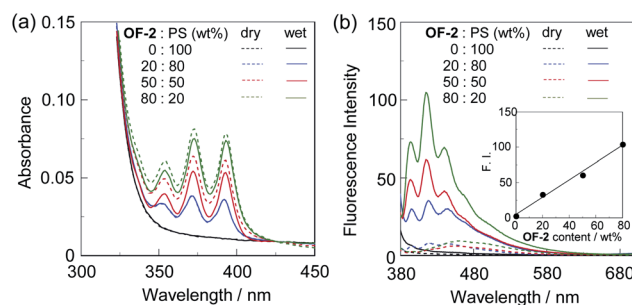 (a)
OF-2 : PS (wt%) dry wet
0 : 100
20 : 80
50 : 50
80 : 20
0.15
0.10
0.05
0
Absorbance
300 350 400 450
Wavelength / nm
(b)
OF-2 : PS (wt%) dry wet
0 : 100
20 : 80
50 : 50
80 : 20
150
125
100
75
50
25
0
Fluorescence Intensity
380 480 580 680
Wavelength / nm
150
100
50
0
F. I.
0 20 40 60 80
OF-2 content / wt%